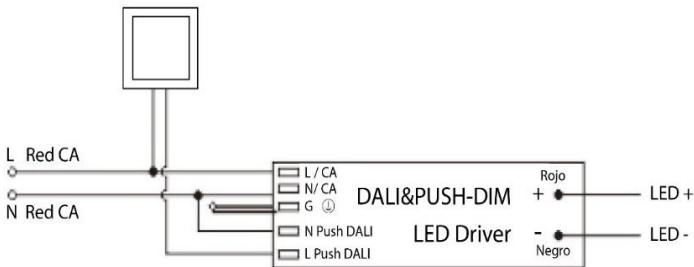 L Red CA
N Red CA
L / CA
N/ CA
G ⏚
N Push DALI
L Push DALI
DALI&PUSH-DIM
LED Driver
Rojo
+
-
Negro
LED +
LED -